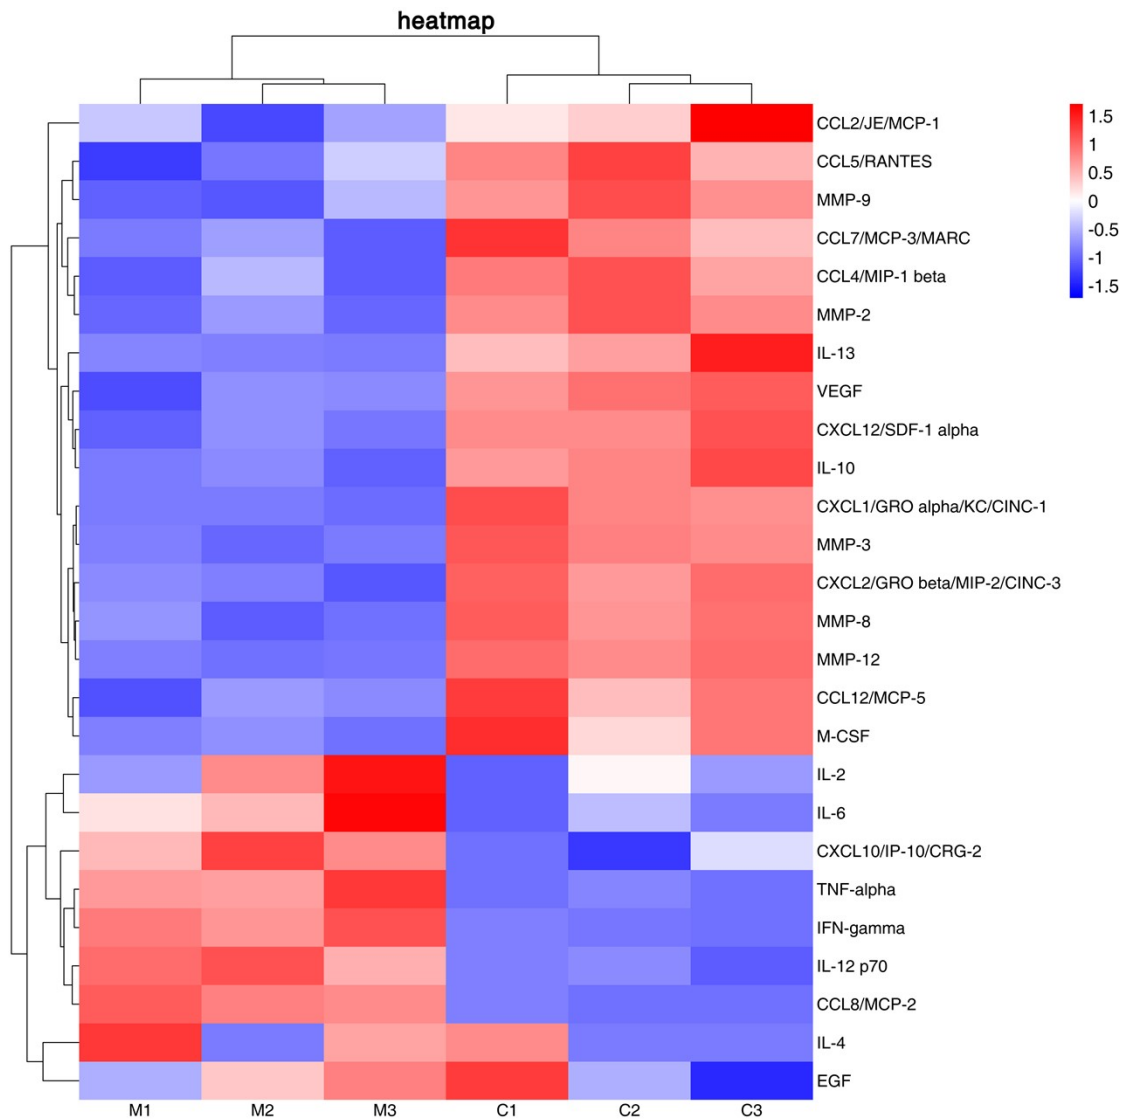 heatmap
CCL2/JE/MCP-1
CCL5/RANTES
MMP-9
CCL7/MCP-3/MARC
CCL4/MIP-1 beta
MMP-2
IL-13
VEGF
CXCL12/SDF-1 alpha
IL-10
CXCL1/GRO alpha/KC/CINC-1
MMP-3
CXCL2/GRO beta/MIP-2/CINC-3
MMP-8
MMP-12
CCL12/MCP-5
M-CSF
IL-2
IL-6
CXCL10/IP-10/CRG-2
TNF-alpha
IFN-gamma
IL-12 p70
CCL8/MCP-2
IL-4
EGF
M1 M2 M3 C1 C2 C3
1.5
1
0.5
0
-0.5
-1
-1.5